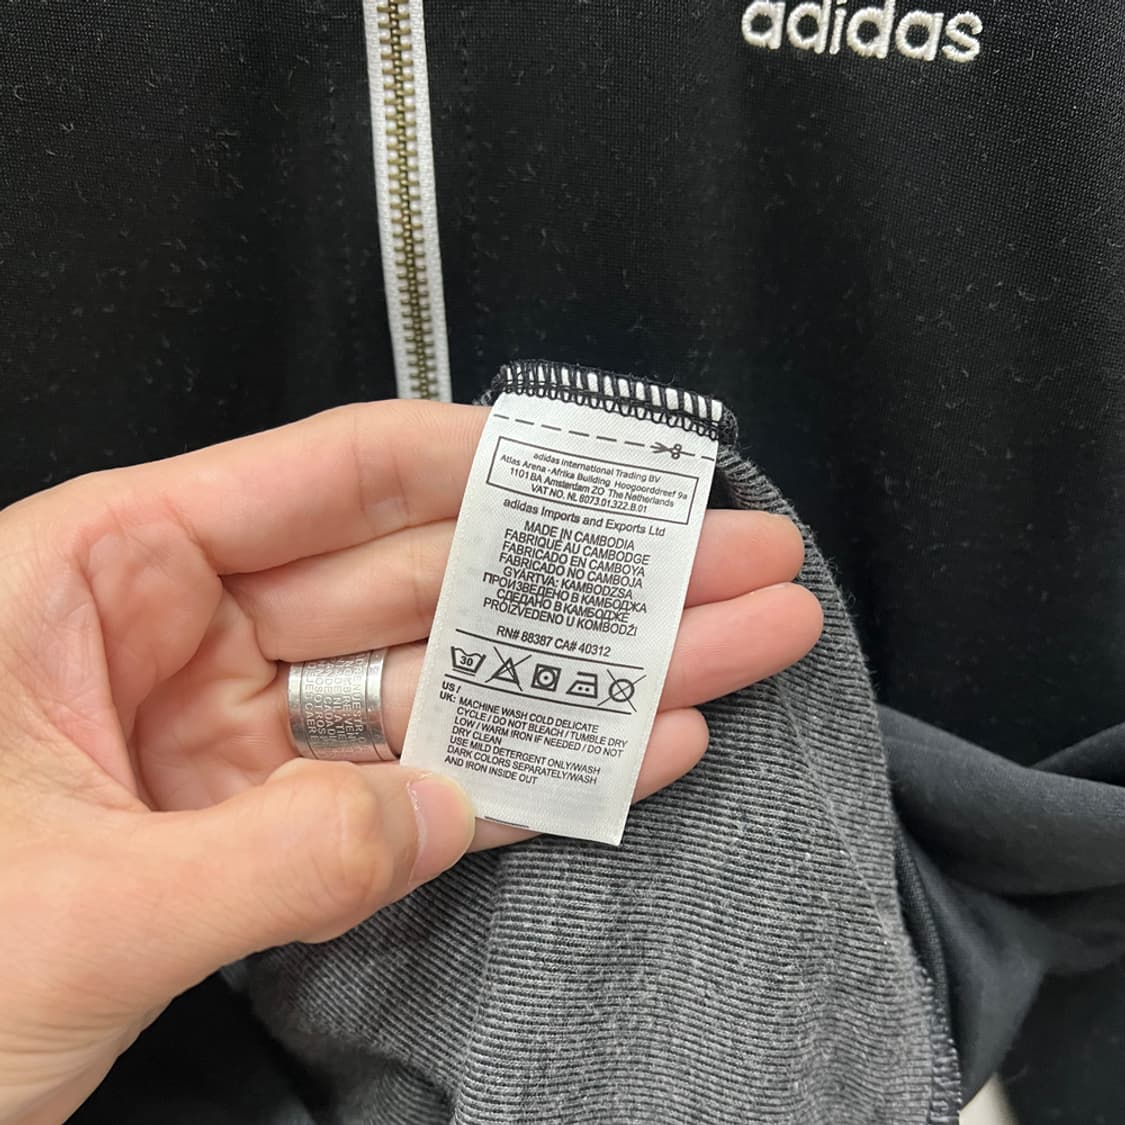 adidas
adidas International Trading BV
Atlas Arena - Afrika Building Hoogoorddreef 9a
1101 BA Amsterdam ZO The Netherlands
VAT NO. NL 8073.01.322.B.01
adidas Imports and Exports Ltd
MADE IN CAMBODIA
FABRIQUÉ AU CAMBODGE
FABRICADO EN CAMBOYA
FABRICADO NO CAMBOJA
GYÁRTVA: KAMBODZSA
ПРОИЗВЕДЕНО В КАМБОДЖА
СДЕЛАНО В КАМБОДЖЕ
PROIZVEDENO U KOMBODŽI
RN# 88387 CA# 40312
30
US /
UK: MACHINE WASH COLD DELICATE
CYCLE / DO NOT BLEACH / TUMBLE DRY
LOW / WARM IRON IF NEEDED / DO NOT
DRY CLEAN
USE MILD DETERGENT ONLY/WASH
DARK COLORS SEPARATELY/WASH
AND IRON INSIDE OUT